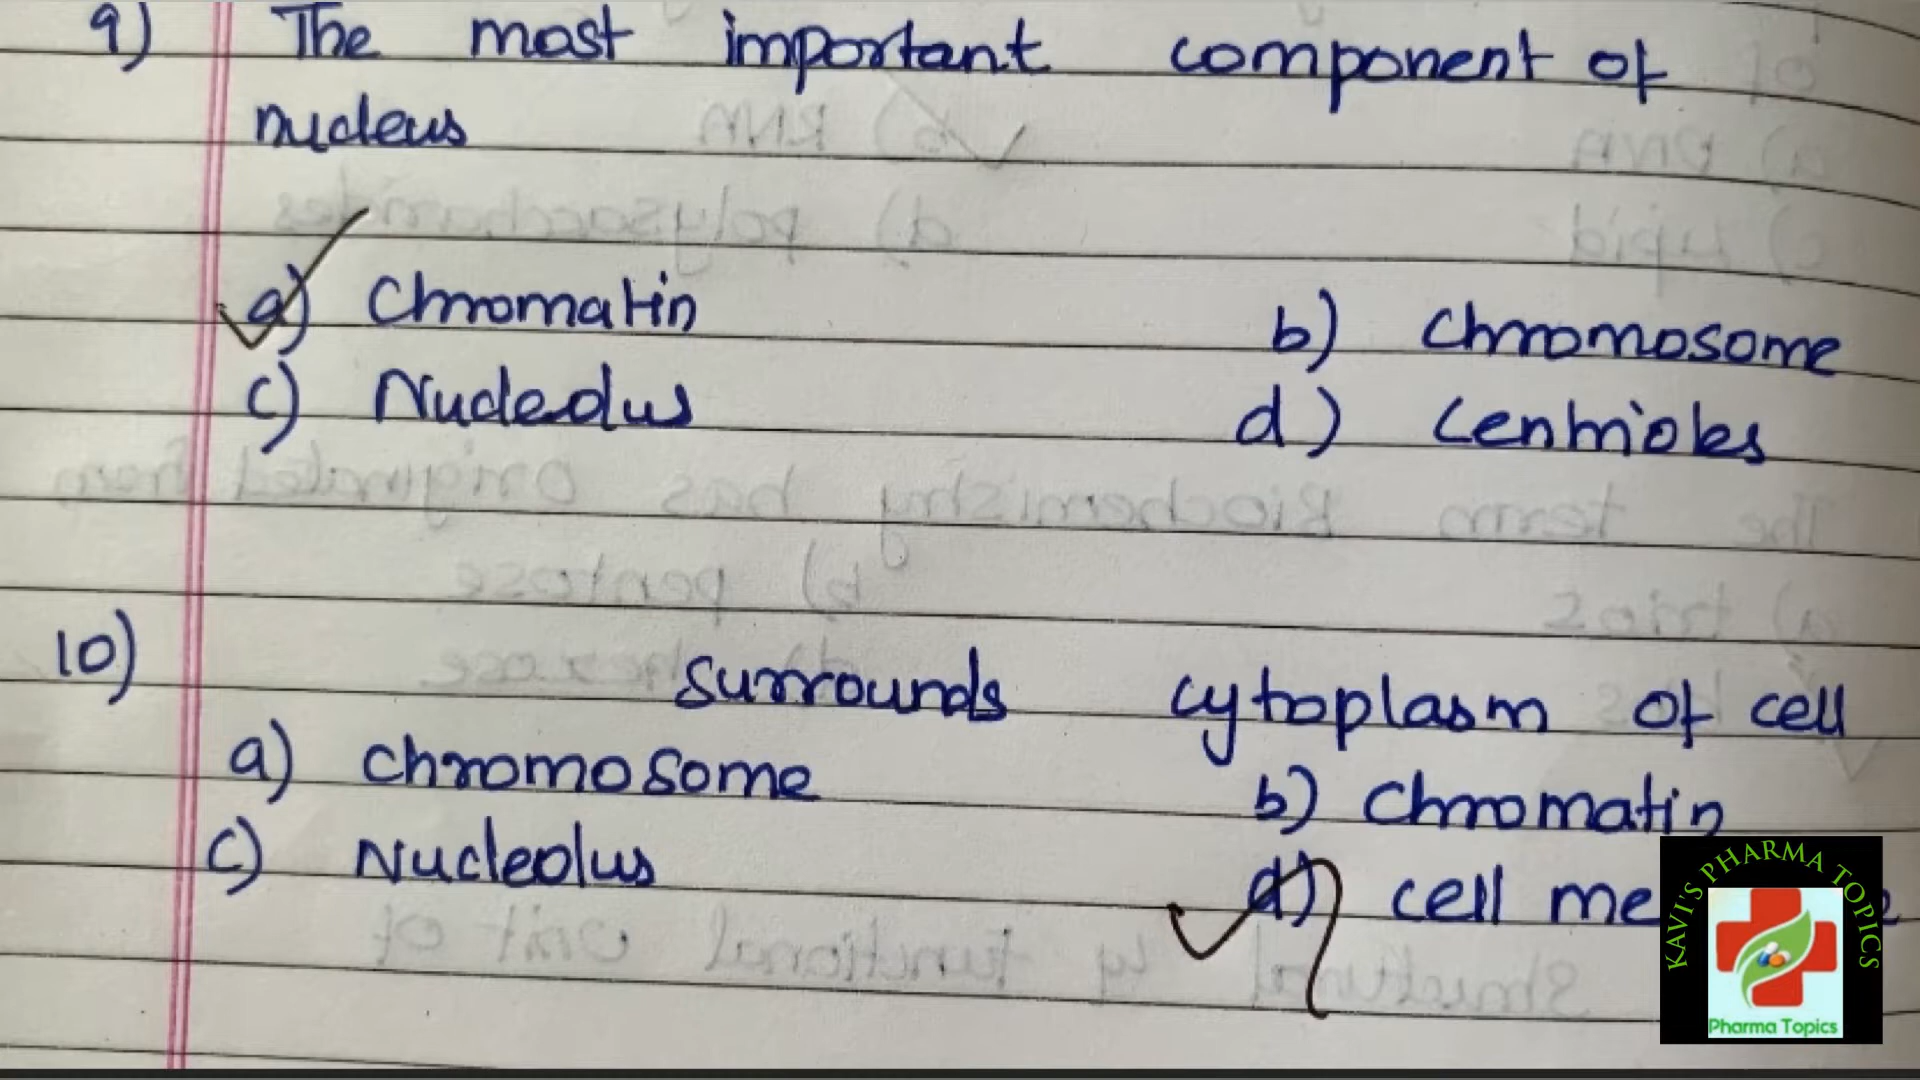 9) The most important component of
nucleus
a) Chromatin b) Chromosome
c) Nucleolus d) Centrioles
10) surrounds cytoplasm of cell
a) chromosome b) Chromatin
c) Nucleolus d) cell me
KAVI'S PHARMA TOPICS
Pharma Topics